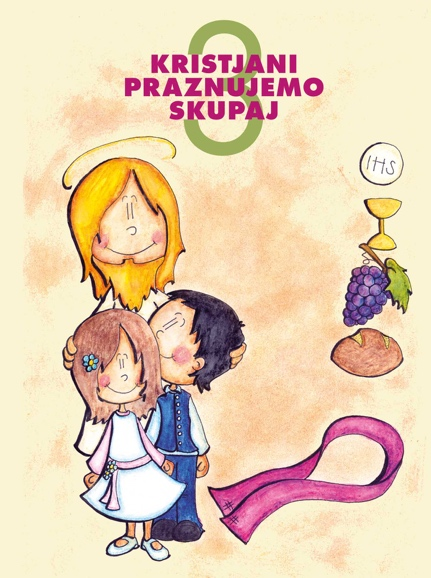 3
KRISTJANI
PRAZNUJEMO
SKUPAJ
IHS